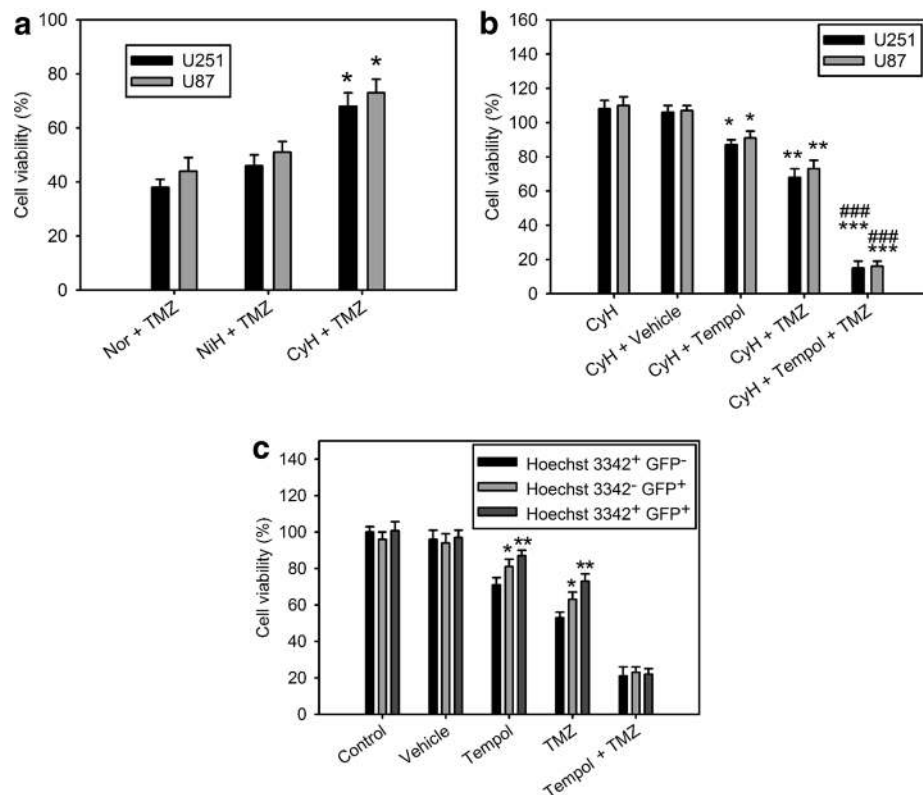 a
100
80
60
40
20
0
Cell viability (%)
U251
U87
* *
Nor + TMZ
NiH + TMZ
CyH + TMZ
b
160
140
120
100
80
60
40
20
0
Cell viability (%)
U251
U87
* *
** **
### ###
*** ***
CyH
CyH + Vehicle
CyH + Tempol
CyH + TMZ
CyH + Tempol + TMZ
c
140
120
100
80
60
40
20
0
Cell viability (%)
Hoechst 3342⁺ GFP⁻
Hoechst 3342⁻ GFP⁺
Hoechst 3342⁺ GFP⁺
* **
* **
Control
Vehicle
Tempol
TMZ
Tempol + TMZ